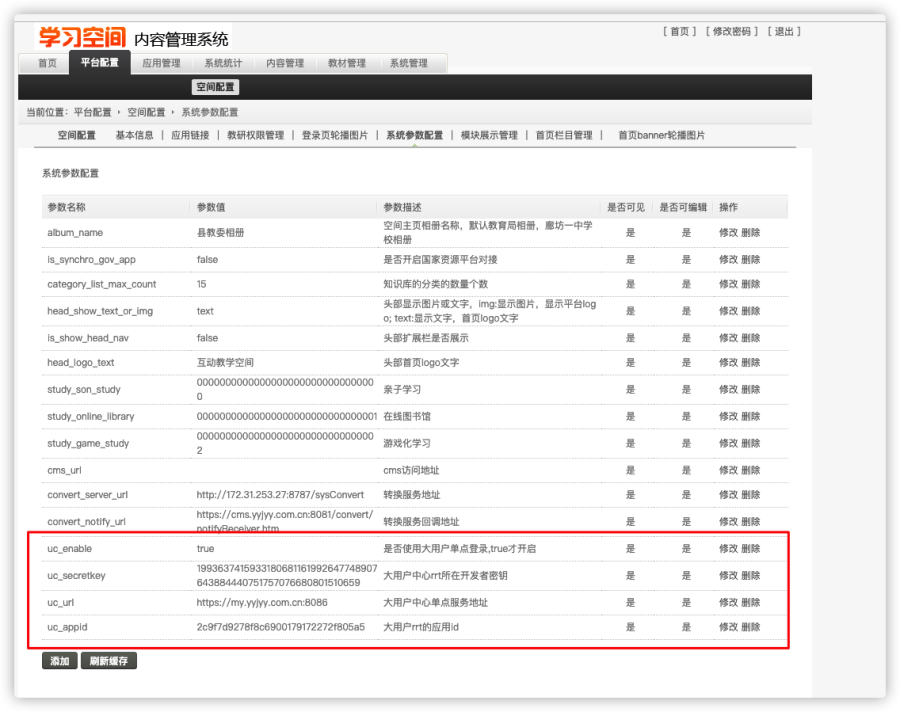 学习空间 内容管理系统
[ 首页 ] [ 修改密码 ] [ 退出 ]
首页 平台配置 应用管理 系统统计 内容管理 教材管理 系统管理
空间配置
当前位置：平台配置 › 空间配置 › 系统参数配置
空间配置 基本信息 | 应用链接 | 教研权限管理 | 登录页轮播图片 | 系统参数配置 | 模块展示管理 | 首页栏目管理 | 首页banner轮播图片
系统参数配置
参数名称 参数值 参数描述 是否可见 是否可编辑 操作
album_name 县教委相册 空间主页相册名称，默认教育局相册，廊坊一中学
校相册 是 是 修改 删除
is_synchro_gov_app false 是否开启国家资源平台对接 是 是 修改 删除
category_list_max_count 15 知识库的分类的数量个数 是 是 修改 删除
head_show_text_or_img text 头部显示图片或文字，img:显示图片，显示平台log
o; text:显示文字，首页logo文字 是 是 修改 删除
is_show_head_nav false 头部扩展栏是否展示 是 是 修改 删除
head_logo_text 互动教学空间 头部首页logo文字 是 是 修改 删除
study_son_study 0000000000000000000000000000000
0 亲子学习 是 是 修改 删除
study_online_library 00000000000000000000000000000001 在线图书馆 是 是 修改 删除
study_game_study 0000000000000000000000000000000
2 游戏化学习 是 是 修改 删除
cms_url cms访问地址 是 是 修改 删除
convert_server_url http://172.31.253.27:8787/sysConvert 转换服务地址 是 是 修改 删除
convert_notify_url https://cms.yyjyy.com.cn:8081/convert/
notifyReceiver.htm 转换服务回调地址 是 是 修改 删除
uc_enable true 是否使用大用户单点登录,true才开启 是 是 修改 删除
uc_secretkey 1993637415933180681161992647748907
64388444075175707668080151​0659 大用户中心rrt所在开发者密钥 是 是 修改 删除
uc_url https://my.yyjyy.com.cn:8086 大用户中心单点服务地址 是 是 修改 删除
uc_appid 2c9f7d9278f8c6900179172272f805a5 大用户rrt的应用id 是 是 修改 删除
添加 刷新缓存